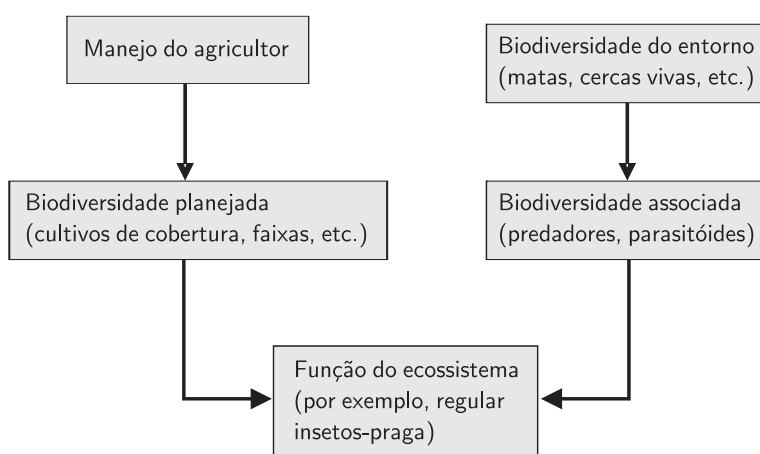 Manejo do agricultor
Biodiversidade do entorno
(matas, cercas vivas, etc.)
Biodiversidade planejada
(cultivos de cobertura, faixas, etc.)
Biodiversidade associada
(predadores, parasitóides)
Função do ecossistema
(por exemplo, regular
insetos-praga)